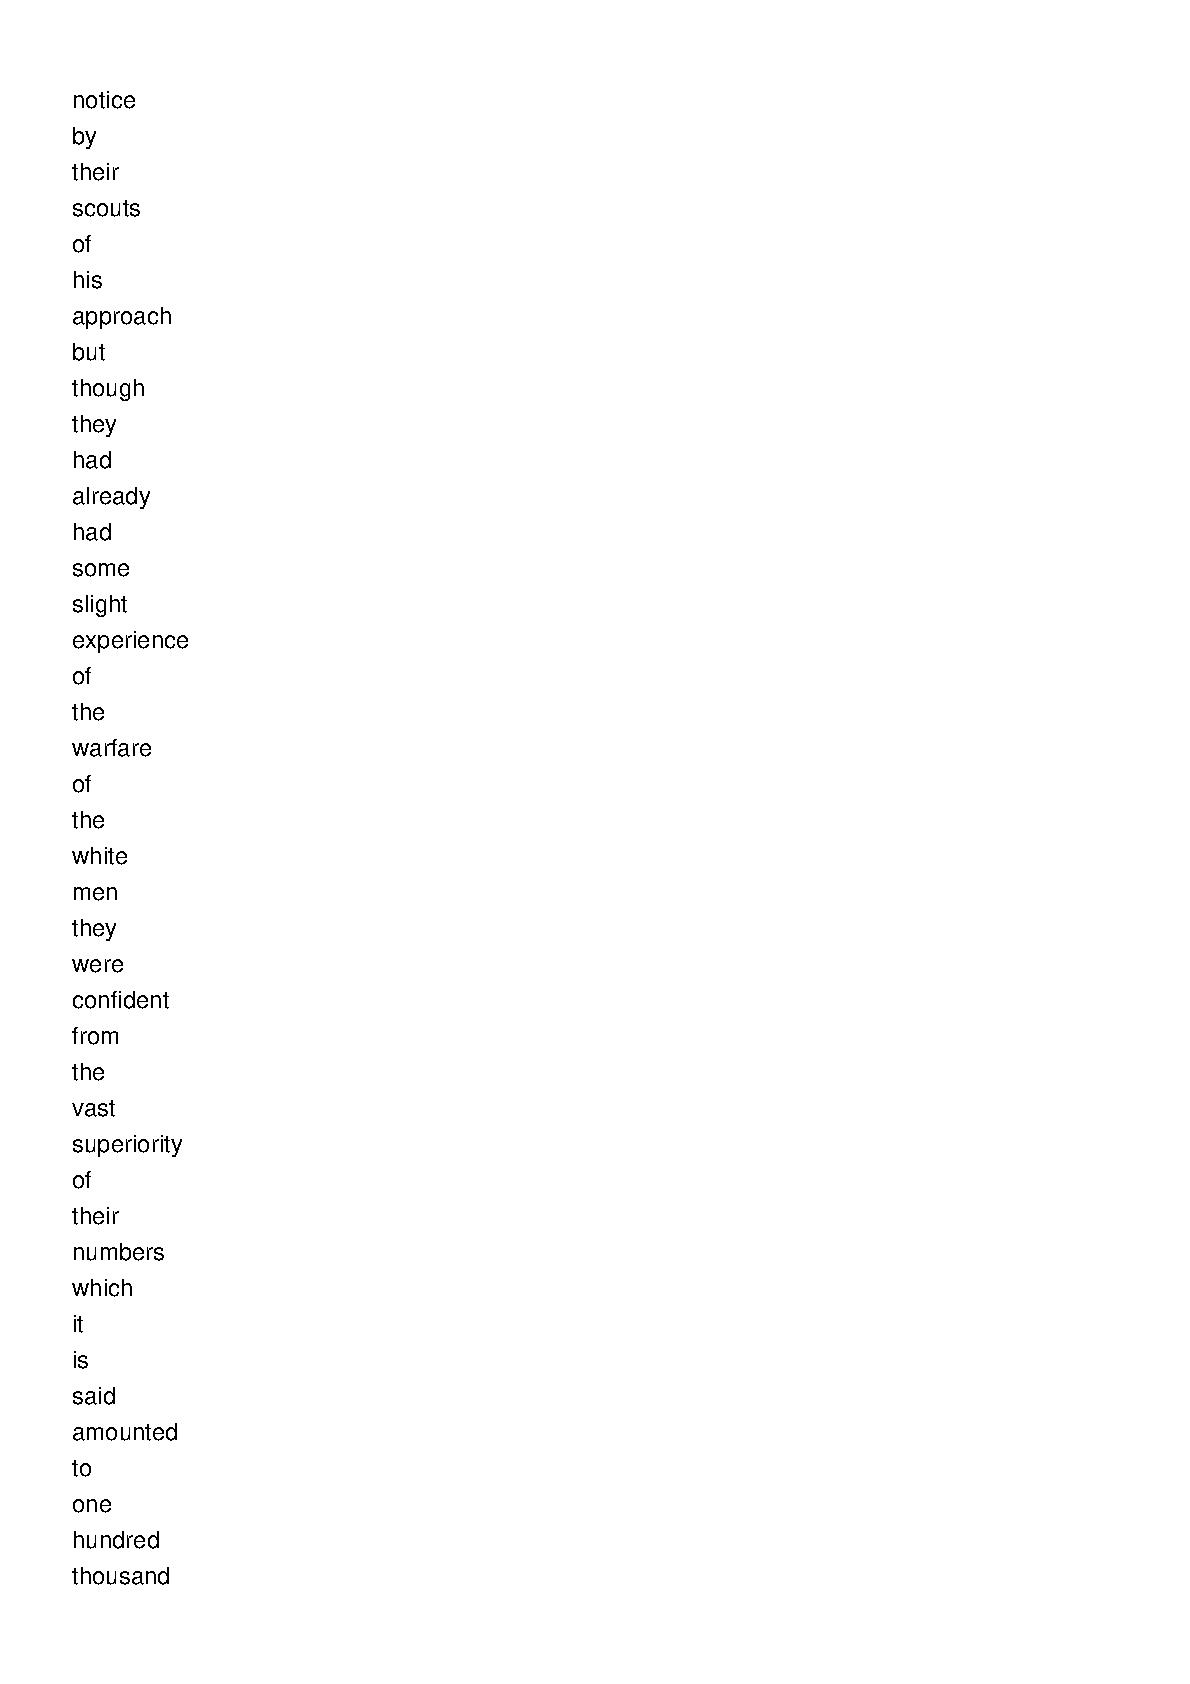 notice
by
their
scouts
of
his
approach
but
though
they
had
already
had
some
slight
experience
of
the
warfare
of
the
white
men
they
were
confident
from
the
vast
superiority
of
their
numbers
which
it
is
said
amounted
to
one
hundred
thousand